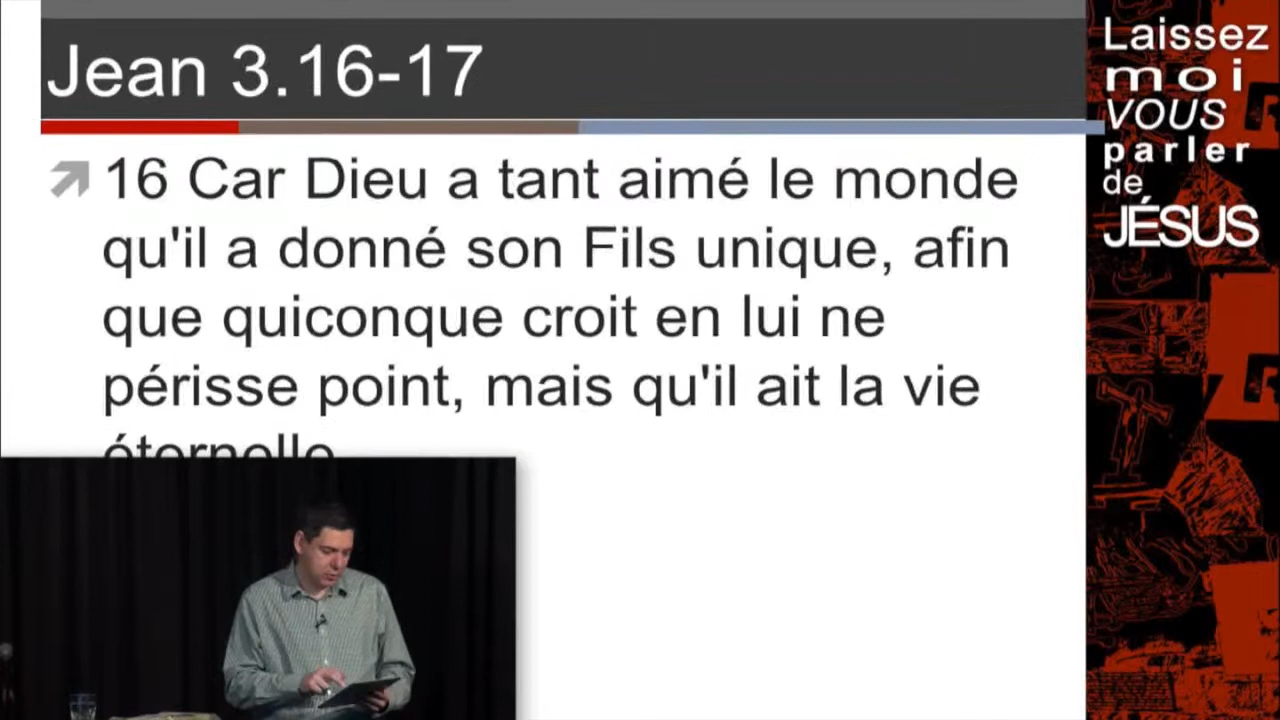 Jean 3.16-17
16 Car Dieu a tant aimé le monde
qu'il a donné son Fils unique, afin
que quiconque croit en lui ne
périsse point, mais qu'il ait la vie
éternelle
Laissez
moi
VOUS
parler
de
JÉSUS